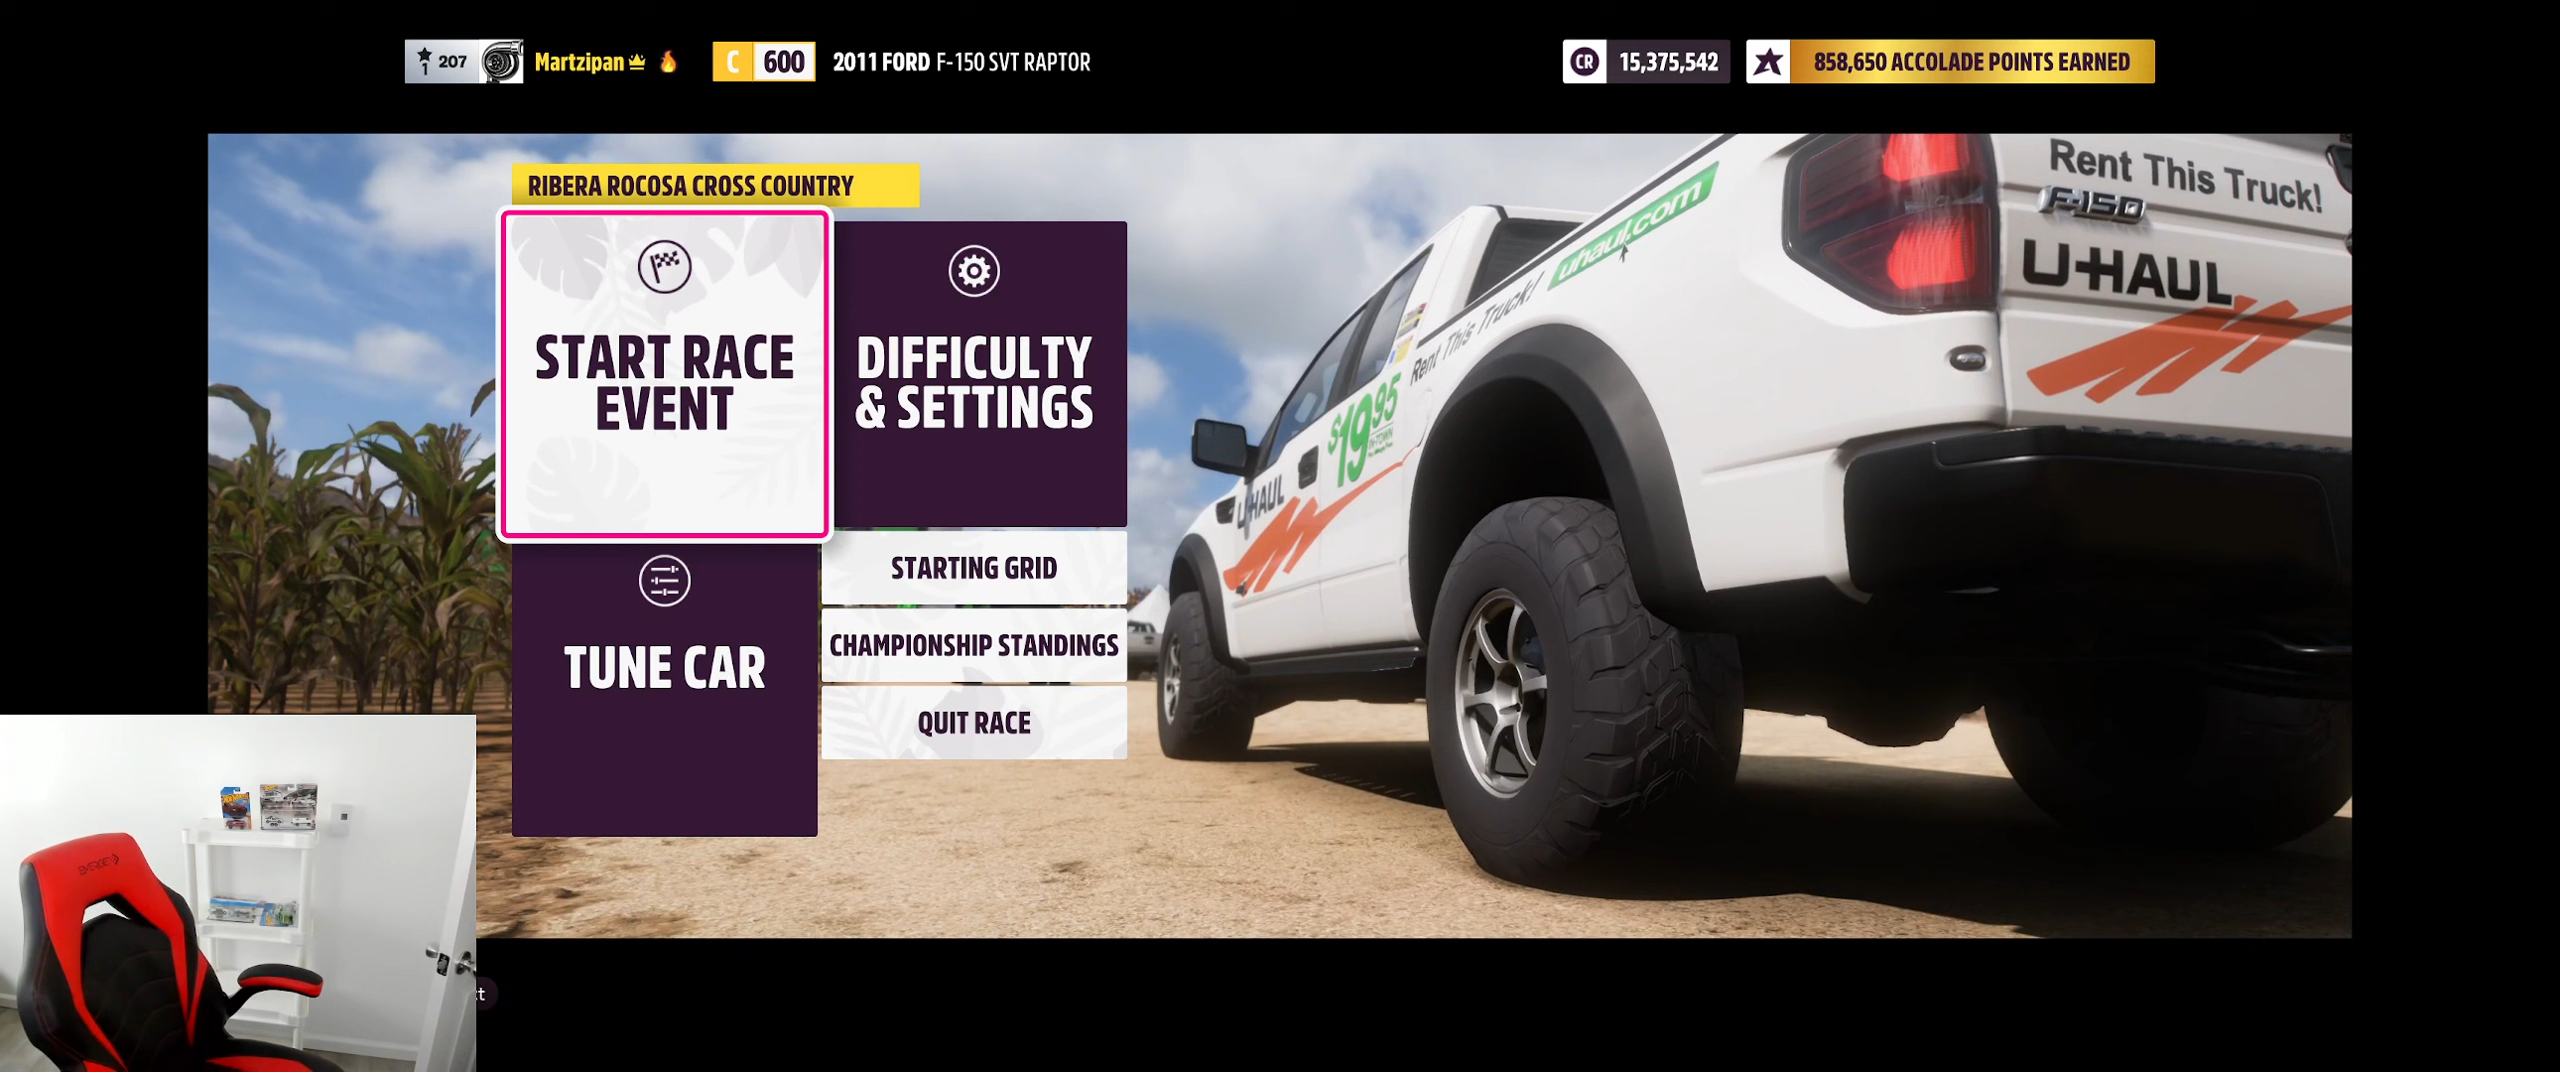 1 207 Martzipan C 600 2011 FORD F-150 SVT RAPTOR CR 15,375,542 858,650 ACCOLADE POINTS EARNED
RIBERA ROCOSA CROSS COUNTRY
START RACE
EVENT
DIFFICULTY
& SETTINGS
TUNE CAR
STARTING GRID
CHAMPIONSHIP STANDINGS
QUIT RACE
Rent This Truck!
F-150
U-HAUL
uhaul.com
Rent This Truck!
$19.95
U-HAUL